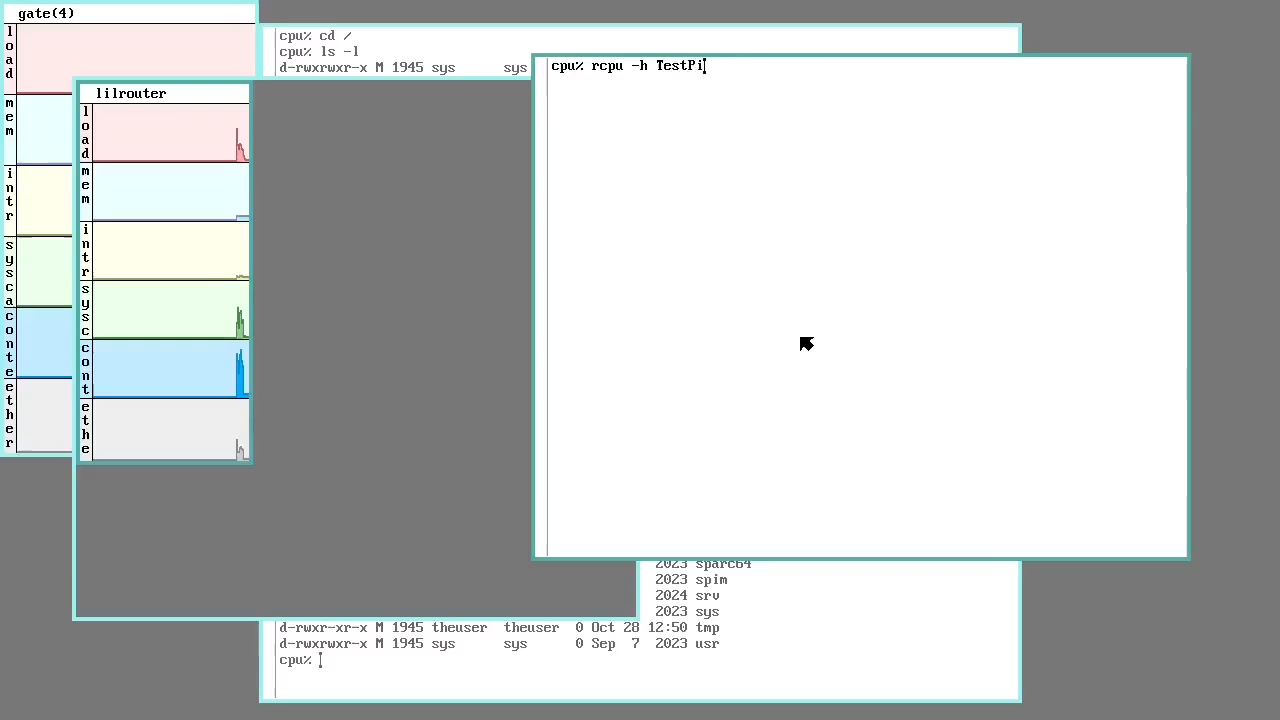 gate(4)
load
mem
intr
sysca
conte
ether
lilrouter
load
mem
intr
sysc
cont
ethe
cpu% cd /
cpu% ls -l
d-rwxrwxr-x M 1945 sys sys
cpu% rcpu -h TestPi
2023 sparc64
2023 spim
2024 srv
2023 sys
d-rwxr-xr-x M 1945 theuser theuser 0 Oct 28 12:50 tmp
d-rwxrwxr-x M 1945 sys sys 0 Sep 7 2023 usr
cpu%